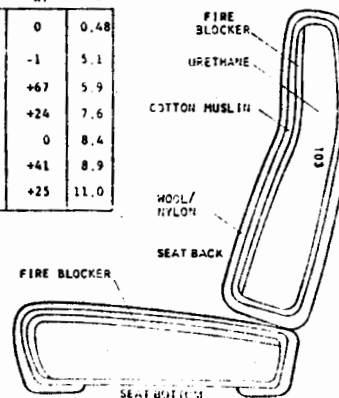 0 0.48
-1 5.1
+67 5.9
+24 7.6
0 8.4
+41 8.9
+25 11.0
FIRE
BLOCKER
URETHANE
COTTON MUSLIN
103
WOOL/
NYLON
SEAT BACK
FIRE BLOCKER
SEAT BOTTOM